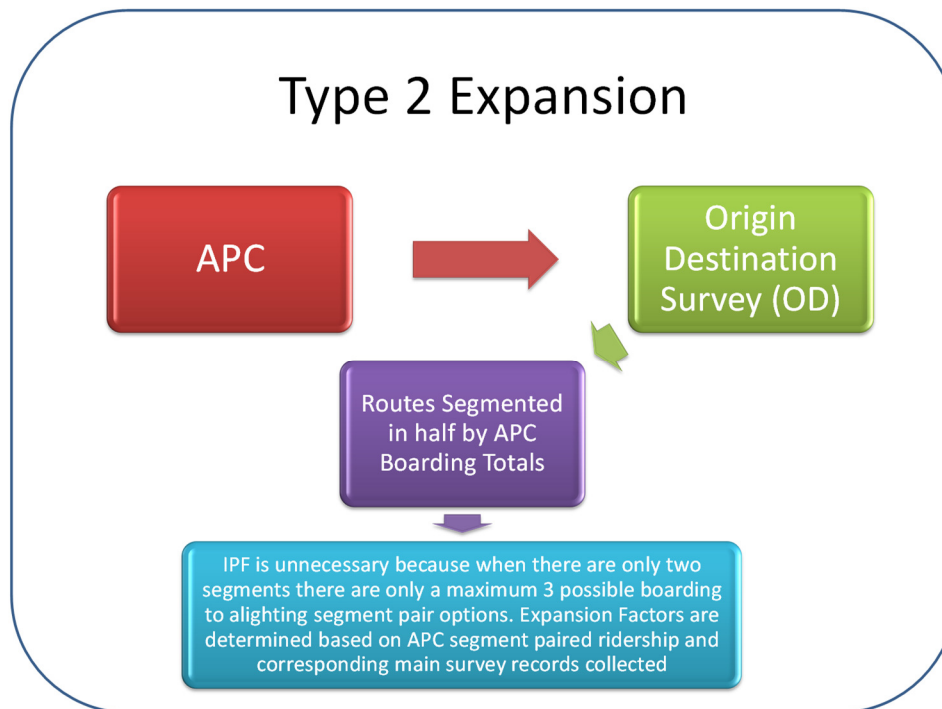 Type 2 Expansion
APC
Origin
Destination
Survey (OD)
Routes Segmented
in half by APC
Boarding Totals
IPF is unnecessary because when there are only two
segments there are only a maximum 3 possible boarding
to alighting segment pair options. Expansion Factors are
determined based on APC segment paired ridership and
corresponding main survey records collected